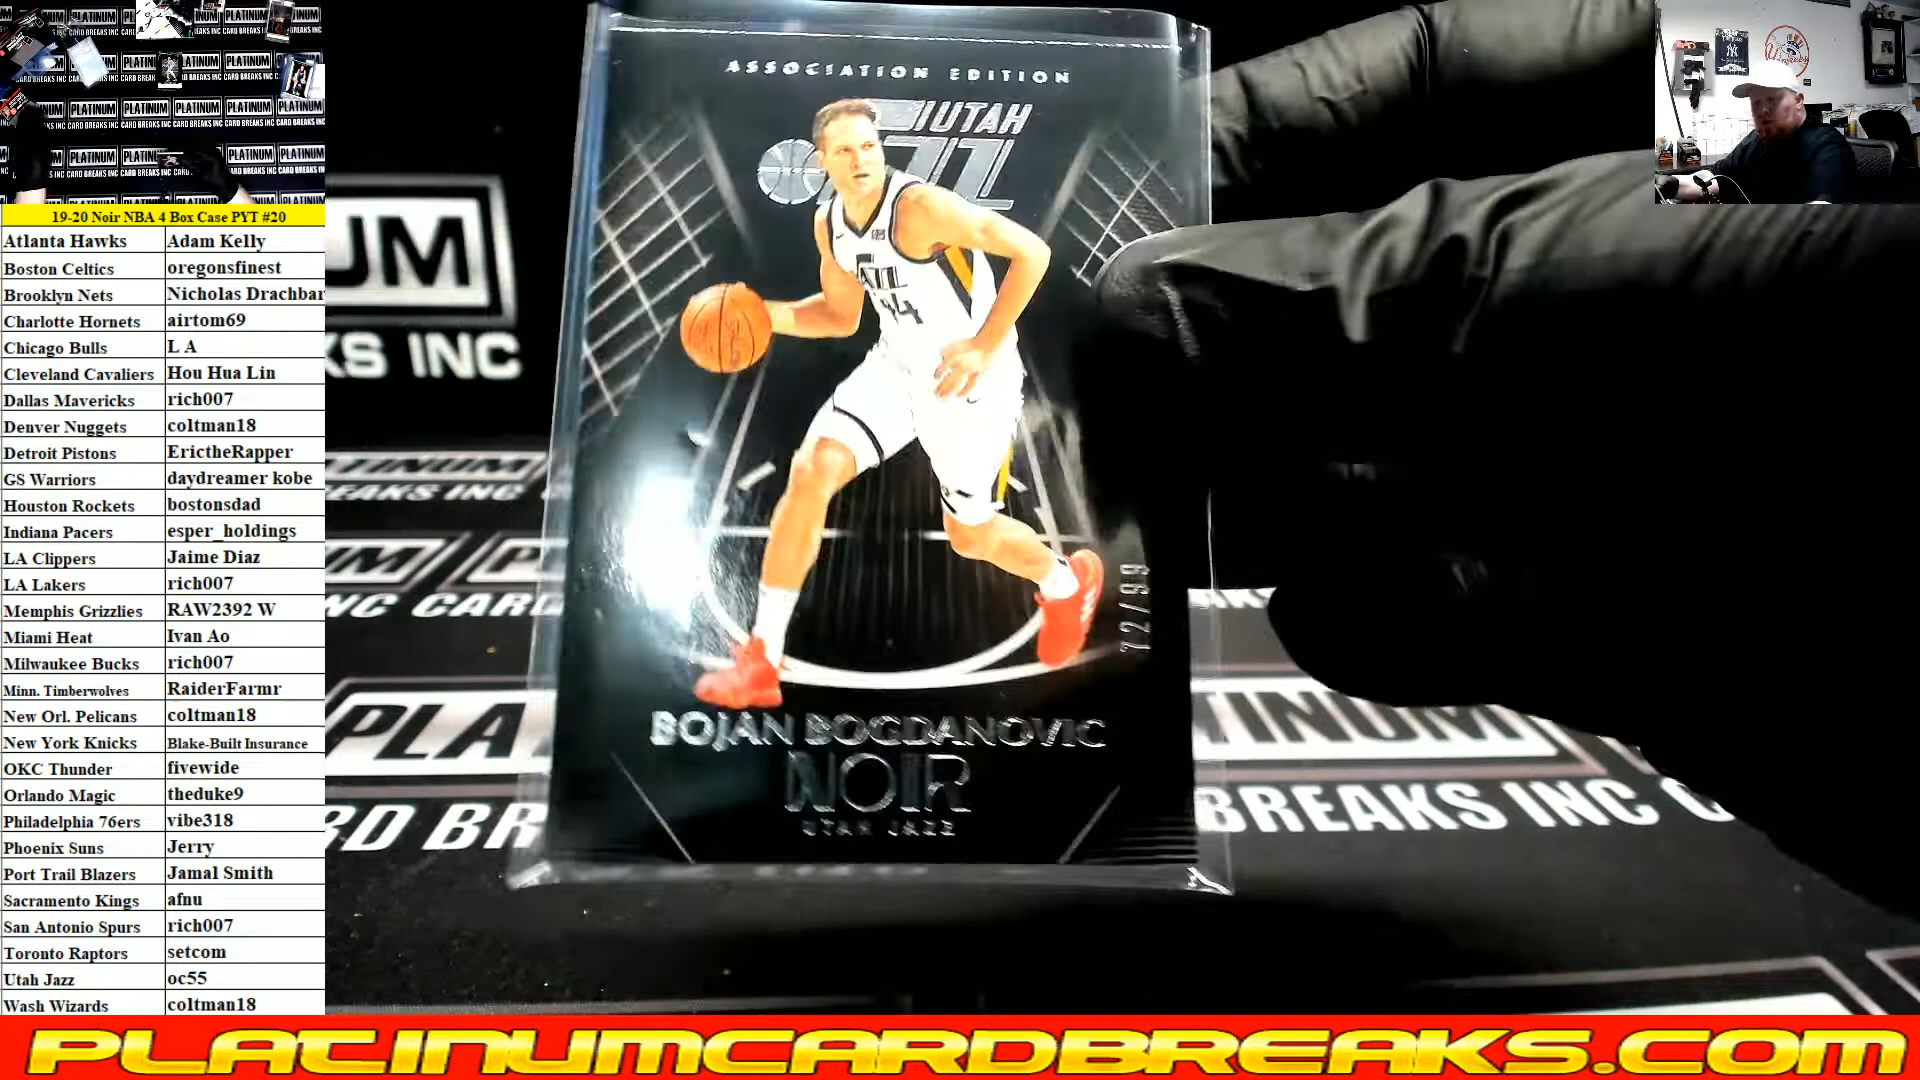 19-20 Noir NBA 4 Box Case PYT #20
Atlanta Hawks Adam Kelly
Boston Celtics oregonsfinest
Brooklyn Nets Nicholas Drachbar
Charlotte Hornets airtom69
Chicago Bulls L A
Cleveland Cavaliers Hou Hua Lin
Dallas Mavericks rich007
Denver Nuggets coltman18
Detroit Pistons ErictheRapper
GS Warriors daydreamer kobe
Houston Rockets bostonsdad
Indiana Pacers esper_holdings
LA Clippers Jaime Diaz
LA Lakers rich007
Memphis Grizzlies RAW2392 W
Miami Heat Ivan Ao
Milwaukee Bucks rich007
Minn. Timberwolves RaiderFarmr
New Orl. Pelicans coltman18
New York Knicks Blake-Built Insurance
OKC Thunder fivewide
Orlando Magic theduke9
Philadelphia 76ers vibe318
Phoenix Suns Jerry
Port Trail Blazers Jamal Smith
Sacramento Kings afnu
San Antonio Spurs rich007
Toronto Raptors setcom
Utah Jazz oc55
Wash Wizards coltman18
ASSOCIATION EDITION
UTAH
44
72/99
BOJAN BOGDANOVIC
NOIR
UTAH JAZZ
BREAKS INC C
PLATINUMCARDBREAKS.COM